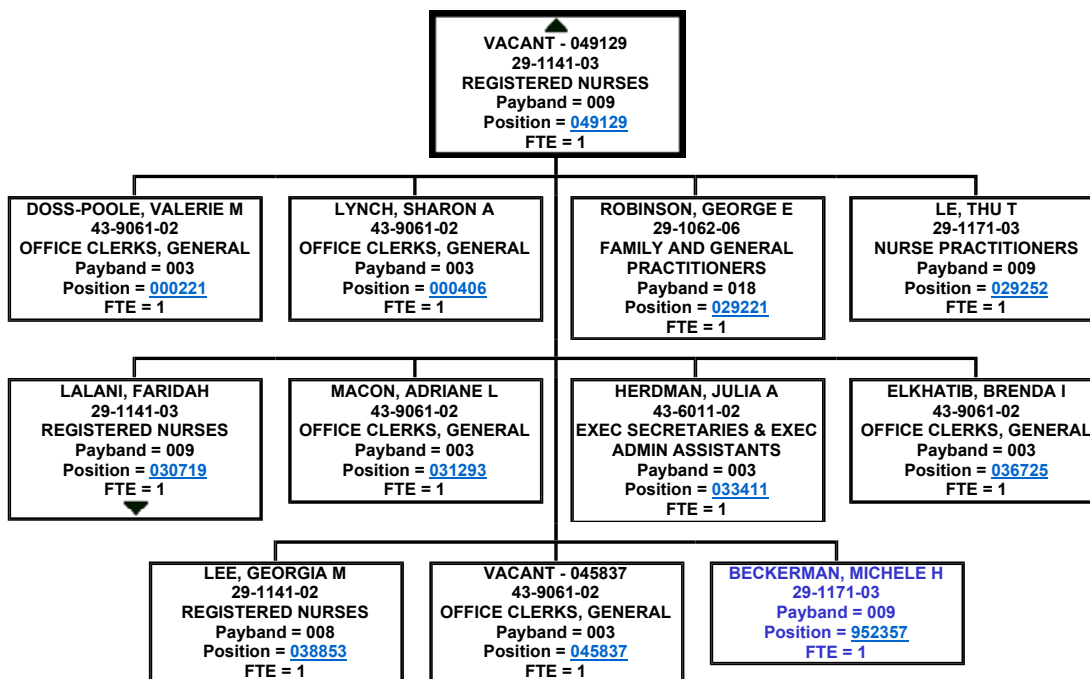 VACANT - 049129
29-1141-03
REGISTERED NURSES
Payband = 009
Position = 049129
FTE = 1
DOSS-POOLE, VALERIE M
43-9061-02
OFFICE CLERKS, GENERAL
Payband = 003
Position = 000221
FTE = 1
LYNCH, SHARON A
43-9061-02
OFFICE CLERKS, GENERAL
Payband = 003
Position = 000406
FTE = 1
ROBINSON, GEORGE E
29-1062-06
FAMILY AND GENERAL
PRACTITIONERS
Payband = 018
Position = 029221
FTE = 1
LE, THU T
29-1171-03
NURSE PRACTITIONERS
Payband = 009
Position = 029252
FTE = 1
LALANI, FARIDAH
29-1141-03
REGISTERED NURSES
Payband = 009
Position = 030719
FTE = 1
MACON, ADRIANE L
43-9061-02
OFFICE CLERKS, GENERAL
Payband = 003
Position = 031293
FTE = 1
HERDMAN, JULIA A
43-6011-02
EXEC SECRETARIES & EXEC
ADMIN ASSISTANTS
Payband = 003
Position = 033411
FTE = 1
ELKHATIB, BRENDA I
43-9061-02
OFFICE CLERKS, GENERAL
Payband = 003
Position = 036725
FTE = 1
LEE, GEORGIA M
29-1141-02
REGISTERED NURSES
Payband = 008
Position = 038853
FTE = 1
VACANT - 045837
43-9061-02
OFFICE CLERKS, GENERAL
Payband = 003
Position = 045837
FTE = 1
BECKERMAN, MICHELE H
29-1171-03
Payband = 009
Position = 952357
FTE = 1